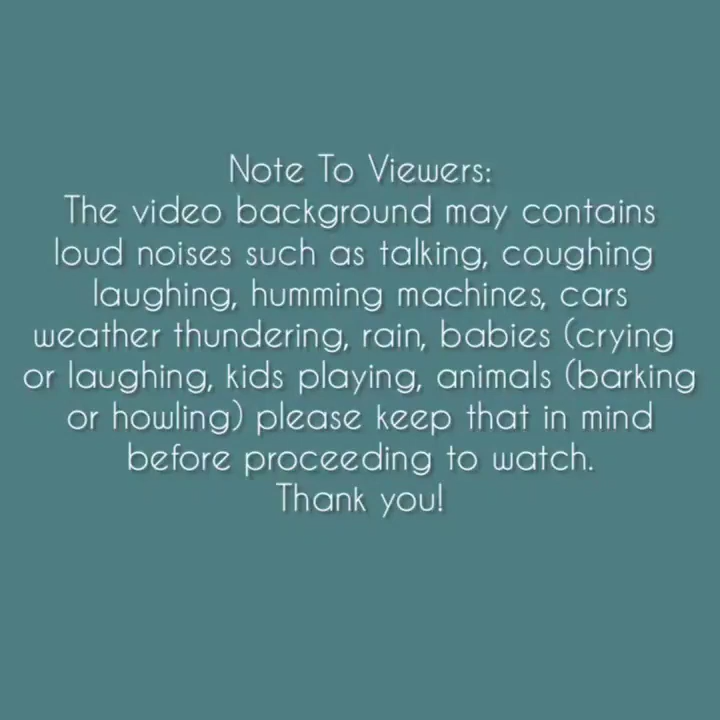 Note To Viewers:
The video background may contains
loud noises such as talking, coughing
laughing, humming machines, cars
weather thundering, rain, babies (crying
or laughing, kids playing, animals (barking
or howling) please keep that in mind
before proceeding to watch.
Thank you!